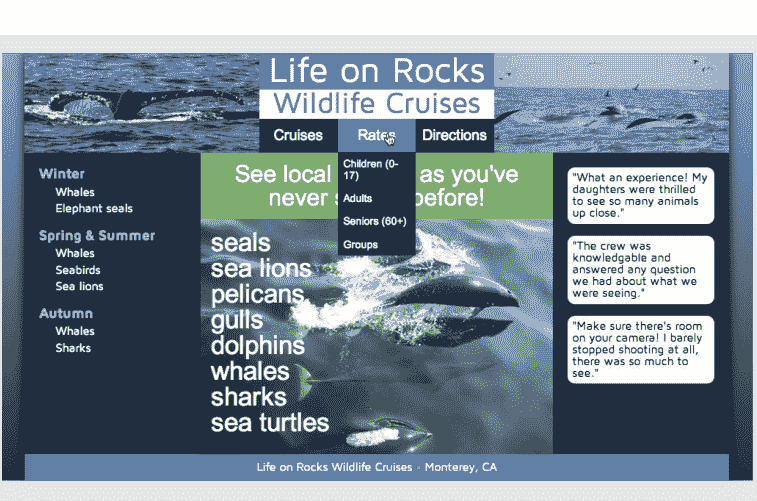 Life on Rocks
Wildlife Cruises
Cruises
Rates
Directions
Children (0-
17)
Adults
Seniors (60+)
Groups
Winter
Whales
Elephant seals
Spring & Summer
Whales
Seabirds
Sea lions
Autumn
Whales
Sharks
See local as you've
never before!
seals
sea lions
pelicans
gulls
dolphins
whales
sharks
sea turtles
"What an experience! My
daughters were thrilled
to see so many animals
up close."
"The crew was
knowledgable and
answered any question
we had about what we
were seeing."
"Make sure there's room
on your camera! I barely
stopped shooting at all,
there was so much to
see."
Life on Rocks Wildlife Cruises • Monterey, CA